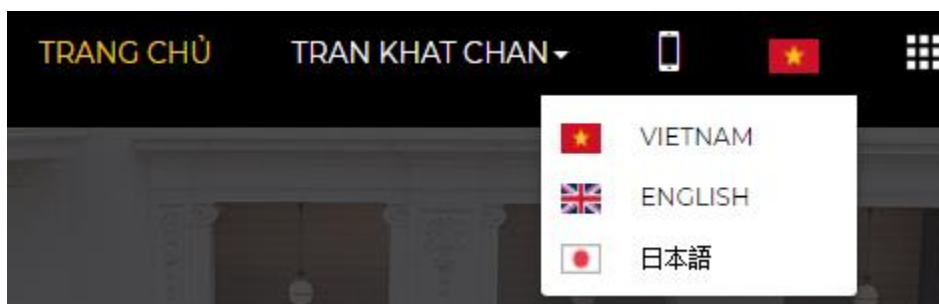 TRANG CHỦ TRAN KHAT CHAN
VIETNAM
ENGLISH
日本語